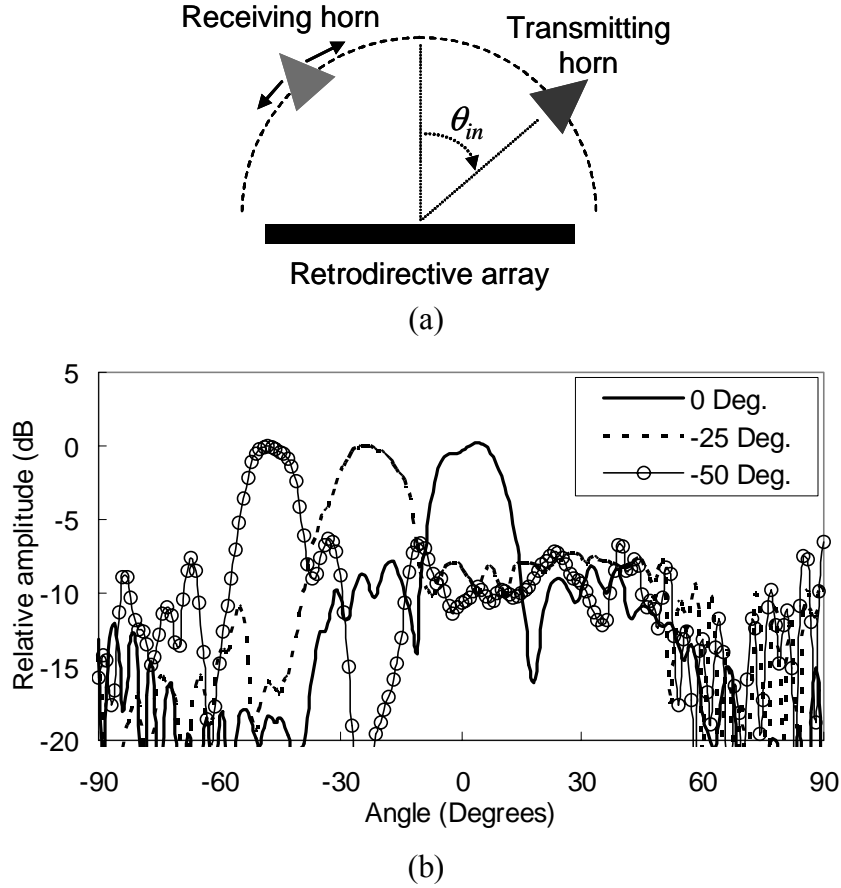 Receiving horn
Transmitting
horn
θin
Retrodirective array
(a)
5
0
-5
-10
-15
-20
Relative amplitude (dB
0 Deg.
-25 Deg.
-50 Deg.
-90 -60 -30 0 30 60 90
Angle (Degrees)
(b)